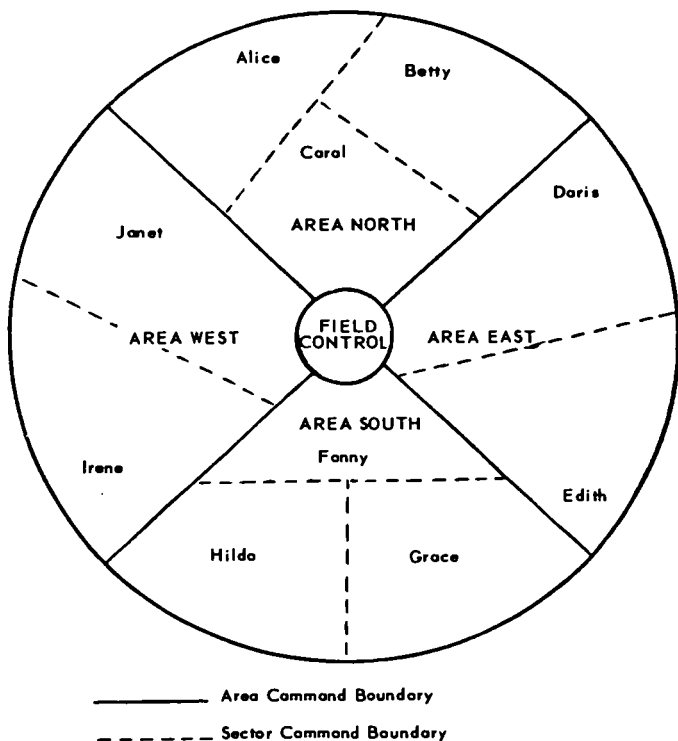 Alice
Betty
Carol
Doris
AREA NORTH
Janet
FIELD
CONTROL
AREA WEST
AREA EAST
AREA SOUTH
Fanny
Irene
Edith
Hilda
Grace
Area Command Boundary
Sector Command Boundary